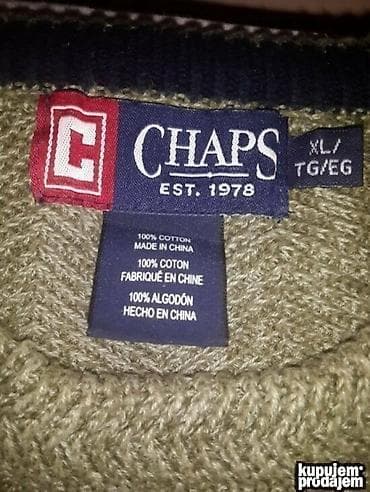 C CHAPS
EST. 1978
XL/
TG/EG
100% COTTON
MADE IN CHINA
100% COTON
FABRIQUÉ EN CHINE
100% ALGODÓN
HECHO EN CHINA
kupujem
prodajem